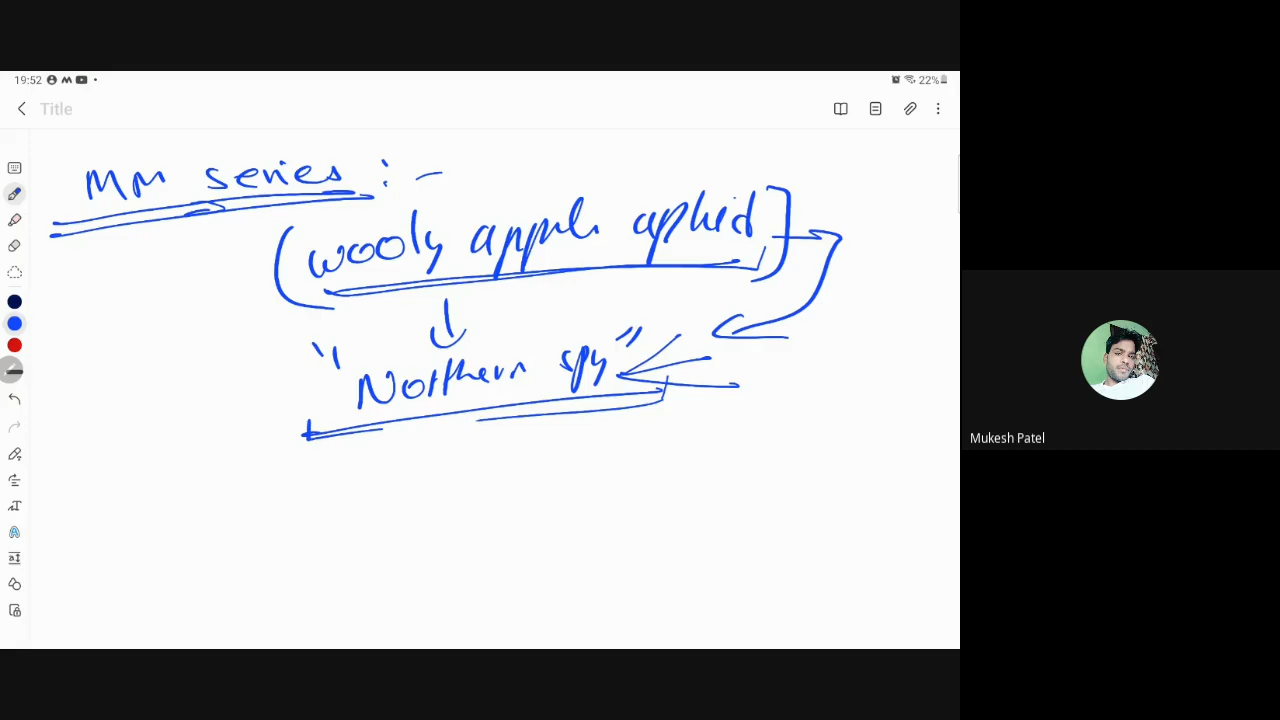 19:52
22%
Title
MM series :-
(wooly apple aphid]
"Northern spy"
Mukesh Patel